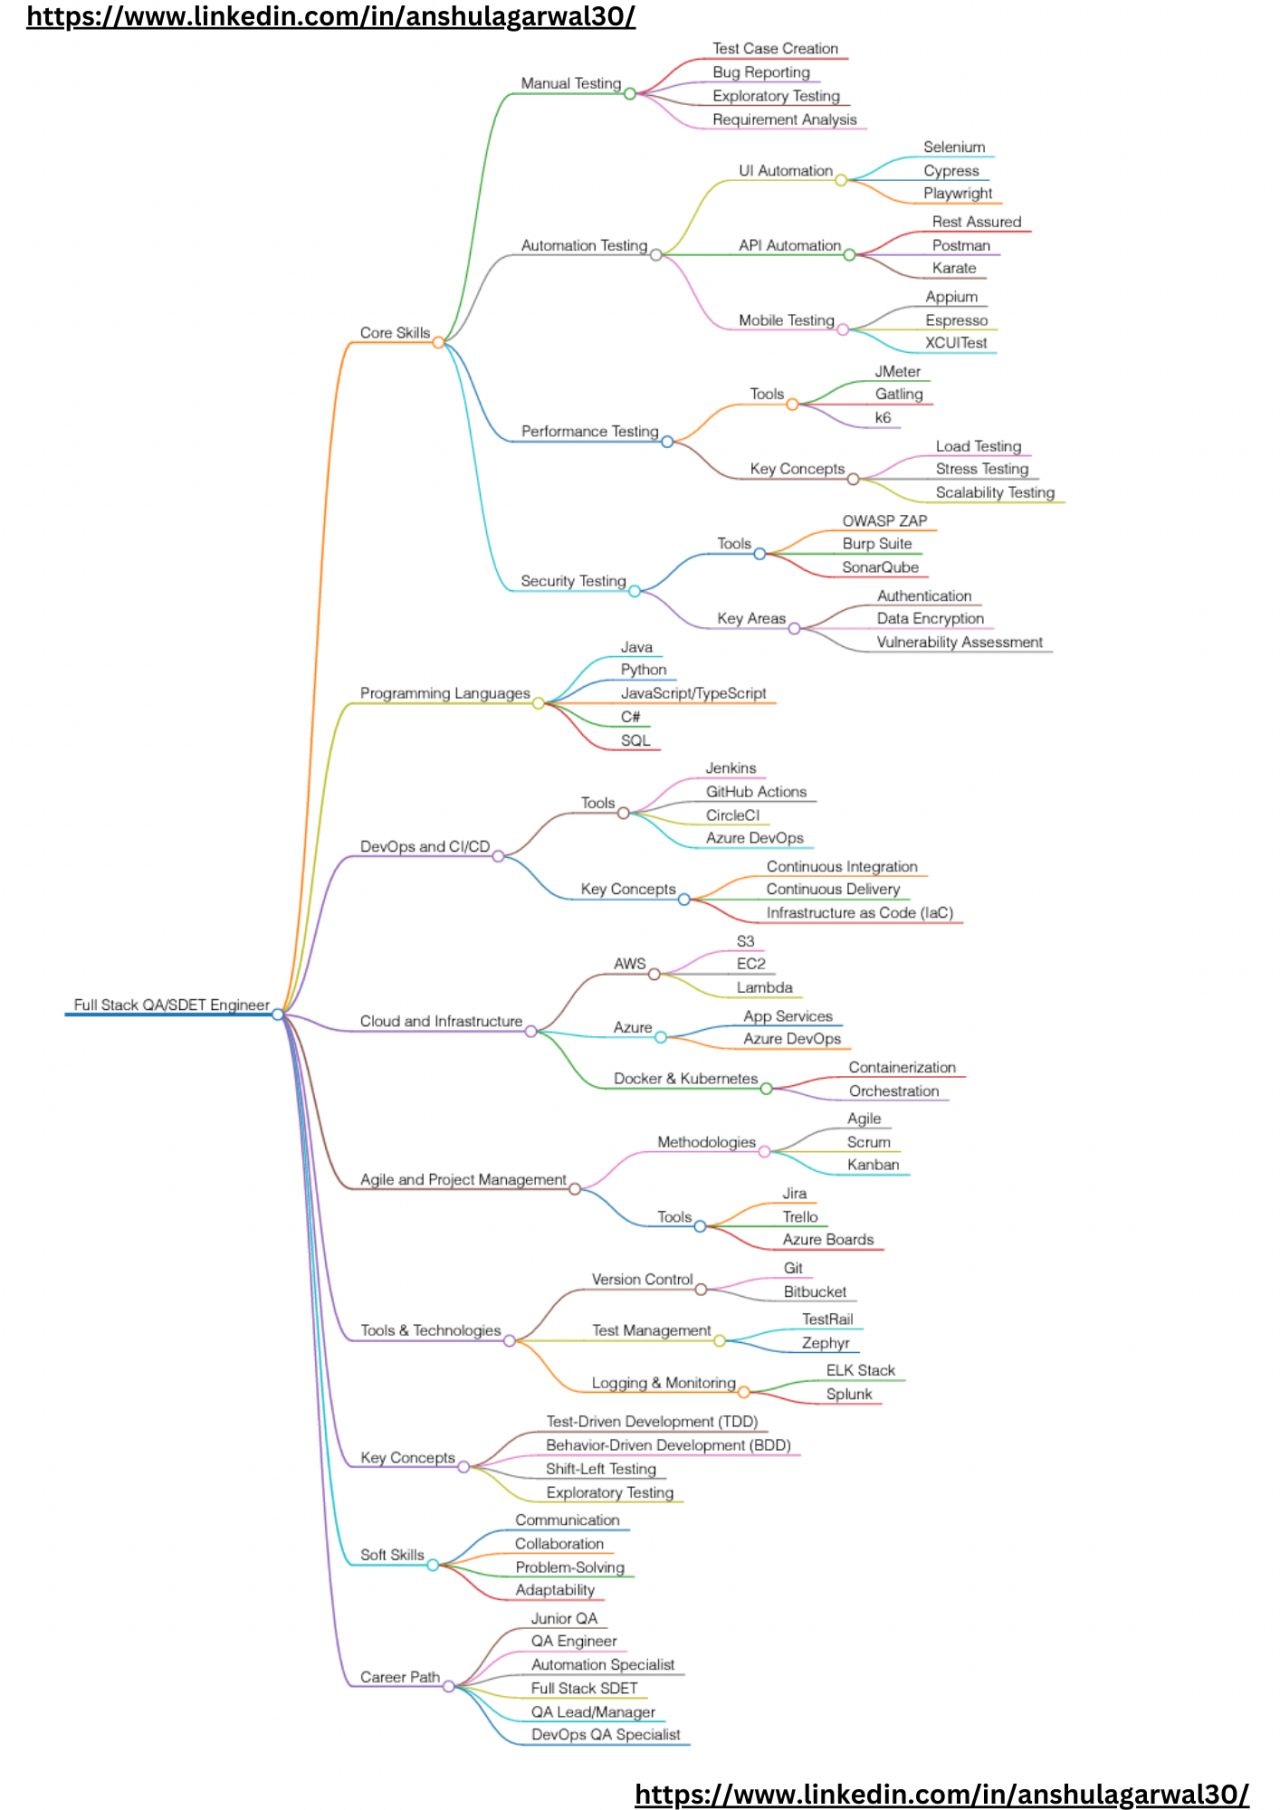 https://www.linkedin.com/in/anshulagarwal30/
Full Stack QA/SDET Engineer
Core Skills
Manual Testing
Test Case Creation
Bug Reporting
Exploratory Testing
Requirement Analysis
Automation Testing
UI Automation
Selenium
Cypress
Playwright
API Automation
Rest Assured
Postman
Karate
Mobile Testing
Appium
Espresso
XCUITest
Performance Testing
Tools
JMeter
Gatling
k6
Key Concepts
Load Testing
Stress Testing
Scalability Testing
Security Testing
Tools
OWASP ZAP
Burp Suite
SonarQube
Key Areas
Authentication
Data Encryption
Vulnerability Assessment
Programming Languages
Java
Python
JavaScript/TypeScript
C#
SQL
DevOps and CI/CD
Tools
Jenkins
GitHub Actions
CircleCI
Azure DevOps
Key Concepts
Continuous Integration
Continuous Delivery
Infrastructure as Code (IaC)
Cloud and Infrastructure
AWS
S3
EC2
Lambda
Azure
App Services
Azure DevOps
Docker & Kubernetes
Containerization
Orchestration
Agile and Project Management
Methodologies
Agile
Scrum
Kanban
Tools
Jira
Trello
Azure Boards
Tools & Technologies
Version Control
Git
Bitbucket
Test Management
TestRail
Zephyr
Logging & Monitoring
ELK Stack
Splunk
Key Concepts
Test-Driven Development (TDD)
Behavior-Driven Development (BDD)
Shift-Left Testing
Exploratory Testing
Soft Skills
Communication
Collaboration
Problem-Solving
Adaptability
Career Path
Junior QA
QA Engineer
Automation Specialist
Full Stack SDET
QA Lead/Manager
DevOps QA Specialist
https://www.linkedin.com/in/anshulagarwal30/